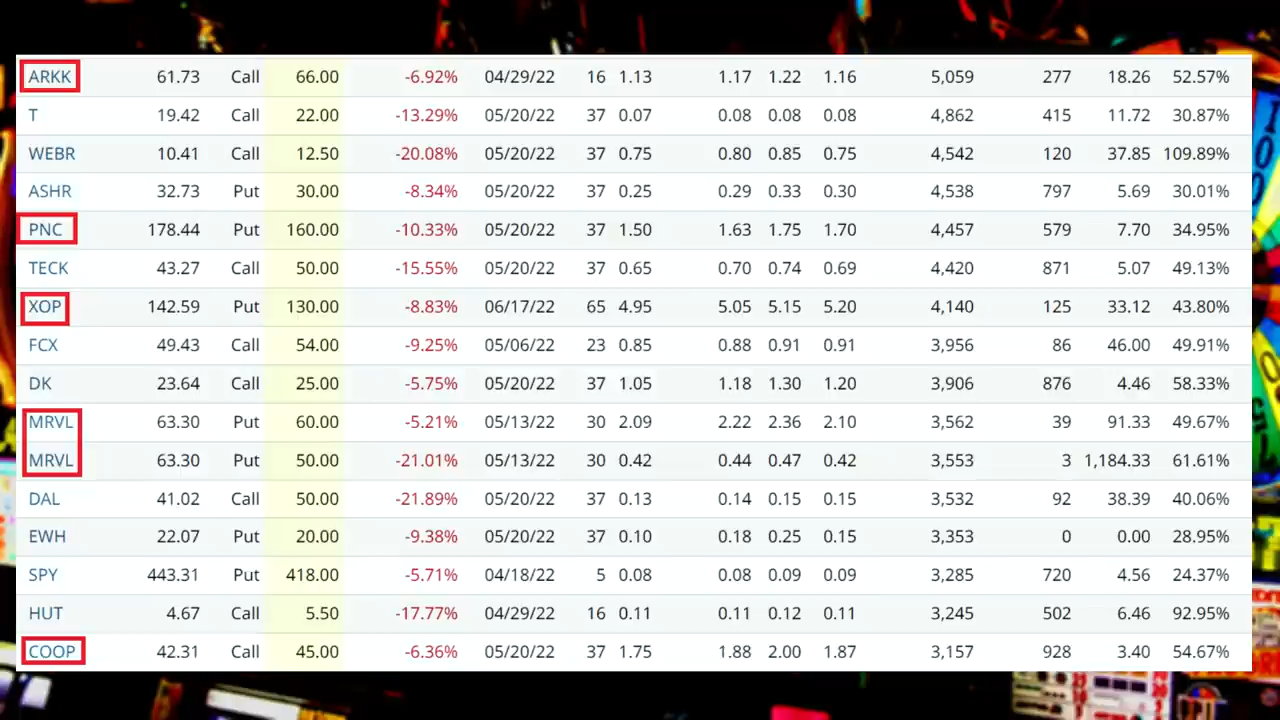 ARKK 61.73 Call 66.00 -6.92% 04/29/22 16 1.13 1.17 1.22 1.16 5,059 277 18.26 52.57%
T 19.42 Call 22.00 -13.29% 05/20/22 37 0.07 0.08 0.08 0.08 4,862 415 11.72 30.87%
WEBR 10.41 Call 12.50 -20.08% 05/20/22 37 0.75 0.80 0.85 0.75 4,542 120 37.85 109.89%
ASHR 32.73 Put 30.00 -8.34% 05/20/22 37 0.25 0.29 0.33 0.30 4,538 797 5.69 30.01%
PNC 178.44 Put 160.00 -10.33% 05/20/22 37 1.50 1.63 1.75 1.70 4,457 579 7.70 34.95%
TECK 43.27 Call 50.00 -15.55% 05/20/22 37 0.65 0.70 0.74 0.69 4,420 871 5.07 49.13%
XOP 142.59 Put 130.00 -8.83% 06/17/22 65 4.95 5.05 5.15 5.20 4,140 125 33.12 43.80%
FCX 49.43 Call 54.00 -9.25% 05/06/22 23 0.85 0.88 0.91 0.91 3,956 86 46.00 49.91%
DK 23.64 Call 25.00 -5.75% 05/20/22 37 1.05 1.18 1.30 1.20 3,906 876 4.46 58.33%
MRVL 63.30 Put 60.00 -5.21% 05/13/22 30 2.09 2.22 2.36 2.10 3,562 39 91.33 49.67%
MRVL 63.30 Put 50.00 -21.01% 05/13/22 30 0.42 0.44 0.47 0.42 3,553 3 1,184.33 61.61%
DAL 41.02 Call 50.00 -21.89% 05/20/22 37 0.13 0.14 0.15 0.15 3,532 92 38.39 40.06%
EWH 22.07 Put 20.00 -9.38% 05/20/22 37 0.10 0.18 0.25 0.15 3,353 0 0.00 28.95%
SPY 443.31 Put 418.00 -5.71% 04/18/22 5 0.08 0.08 0.09 0.09 3,285 720 4.56 24.37%
HUT 4.67 Call 5.50 -17.77% 04/29/22 16 0.11 0.11 0.12 0.11 3,245 502 6.46 92.95%
COOP 42.31 Call 45.00 -6.36% 05/20/22 37 1.75 1.88 2.00 1.87 3,157 928 3.40 54.67%